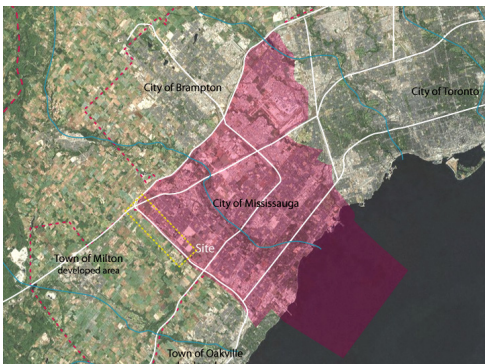 City of Brampton
City of Toronto
City of Mississauga
Site
Town of Milton
developed area
Town of Oakville